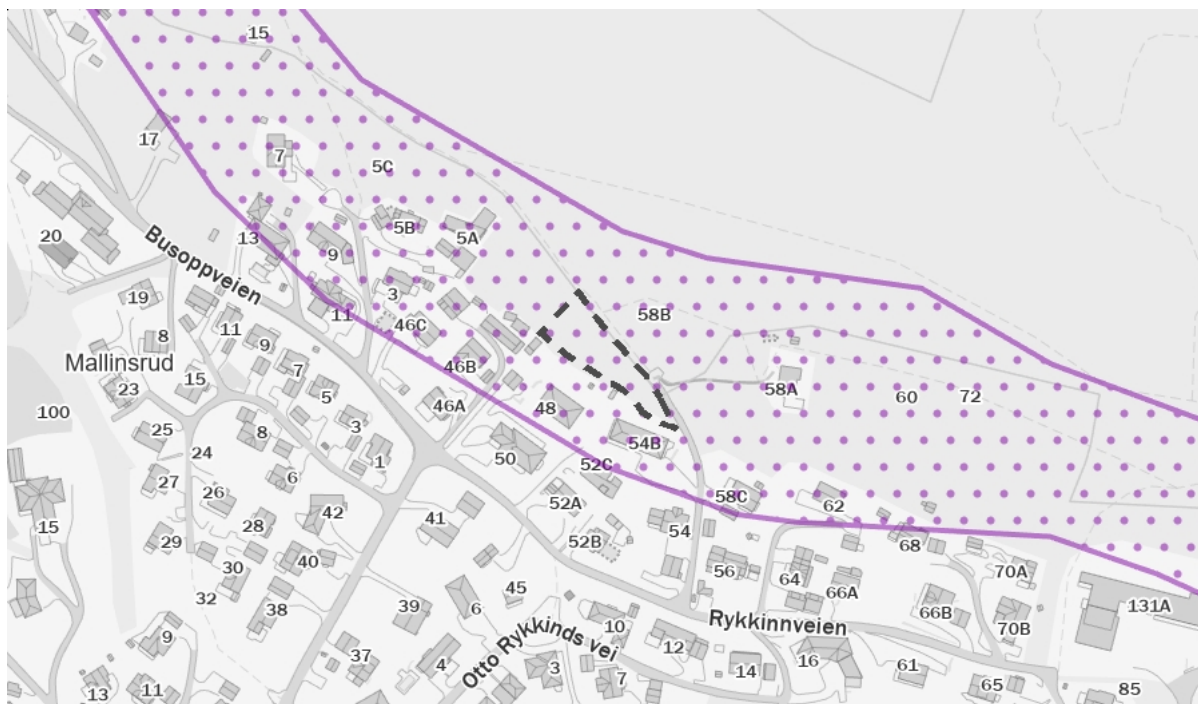 15
17
7
5C
20
13
5B
5A
9
Busoppveien
19
3
11
46C
58B
11
8
9
Mallinsrud
46B
7
58A
23
15
5
60
72
100
46A
48
3
25
8
54B
24
50
1
52C
27
6
26
52A
58C
62
42
15
28
41
54
29
52B
68
40
30
56
64
70A
66A
32
38
45
39
6
66B
131A
9
10
Rykkinnveien
70B
Otto Rykkinds vei
12
37
16
4
3
7
14
61
13
11
65
85